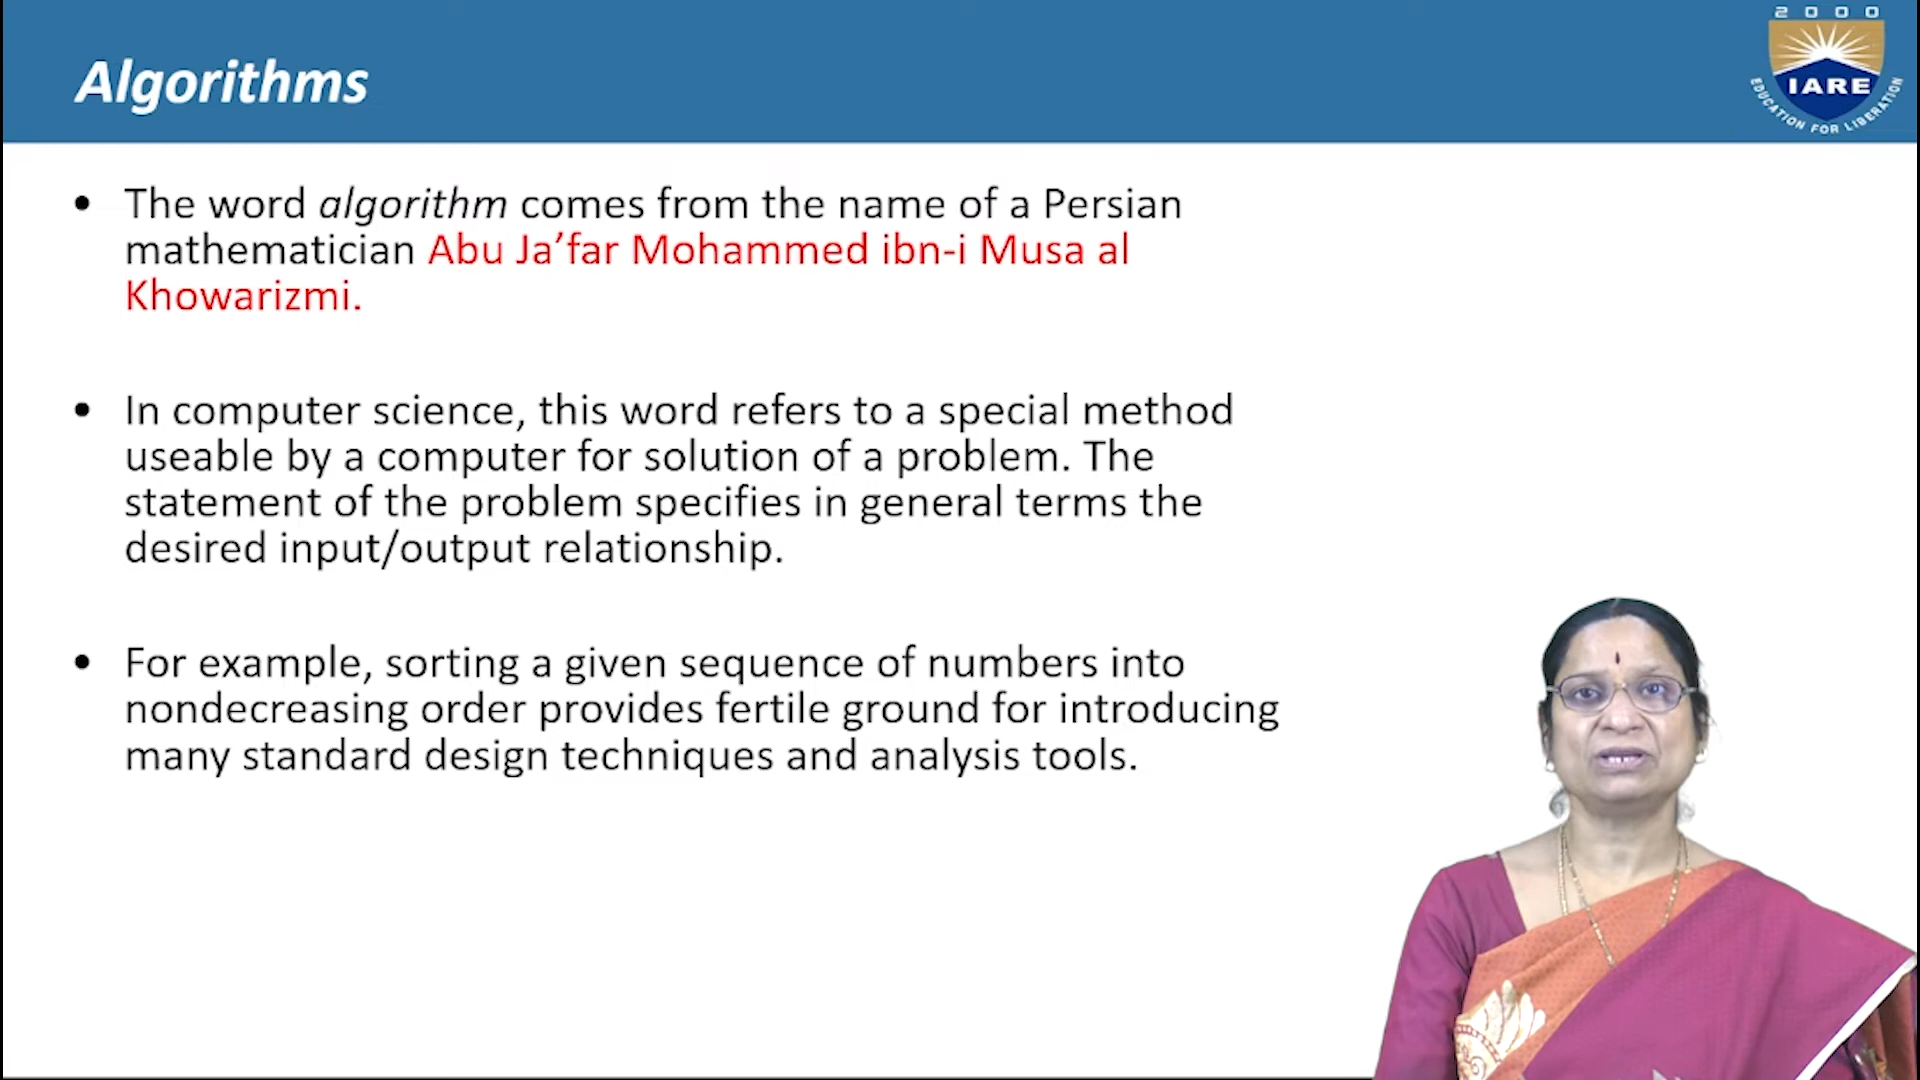 Algorithms
2000
IARE
EDUCATION FOR LIBERATION
• The word algorithm comes from the name of a Persian
mathematician Abu Ja’far Mohammed ibn-i Musa al
Khowarizmi.
• In computer science, this word refers to a special method
useable by a computer for solution of a problem. The
statement of the problem specifies in general terms the
desired input/output relationship.
• For example, sorting a given sequence of numbers into
nondecreasing order provides fertile ground for introducing
many standard design techniques and analysis tools.